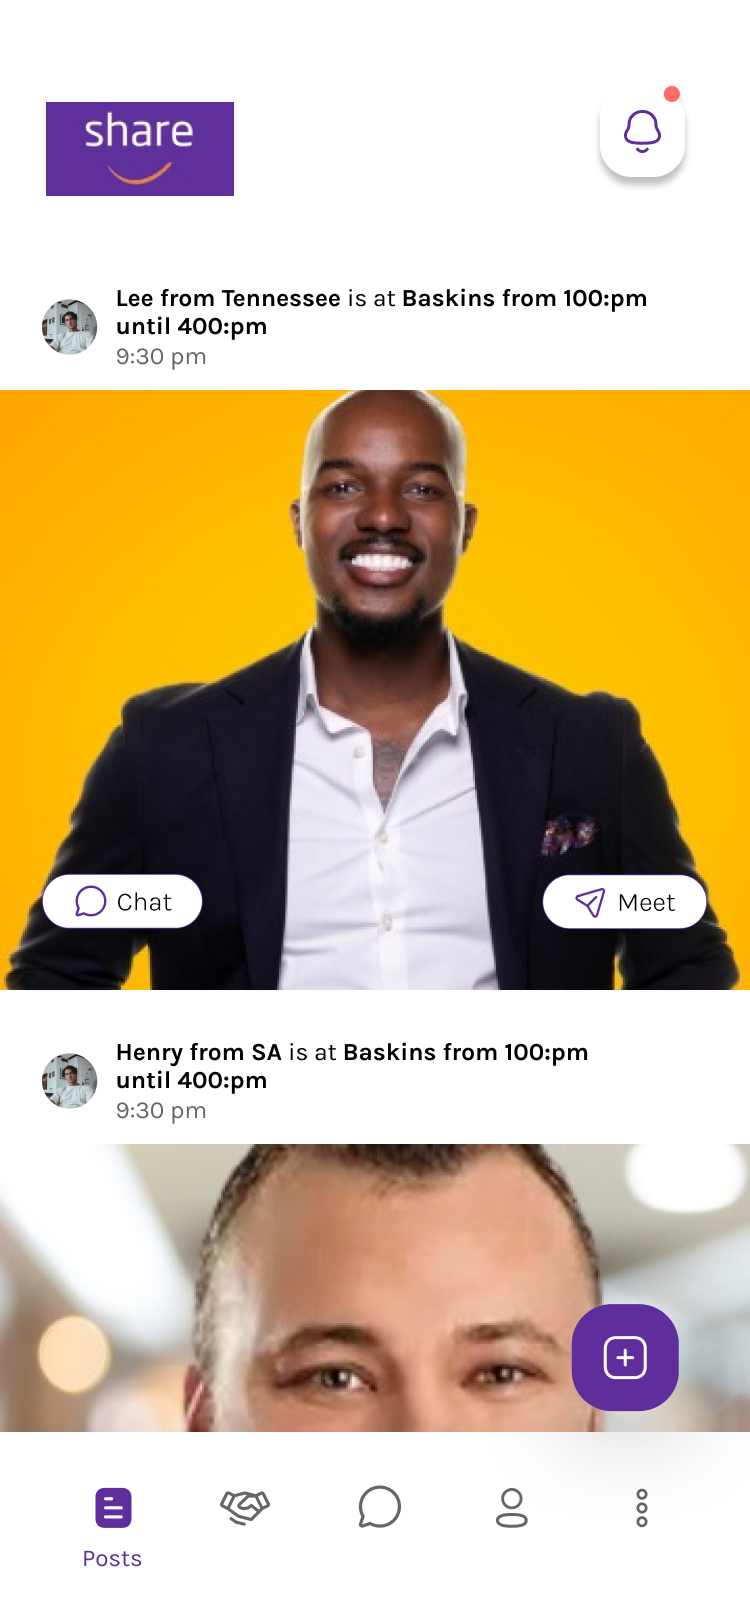 share
Lee from Tennessee is at Baskins from 100:pm
until 400:pm
9:30 pm
Chat
Meet
Henry from SA is at Baskins from 100:pm
until 400:pm
9:30 pm
Posts